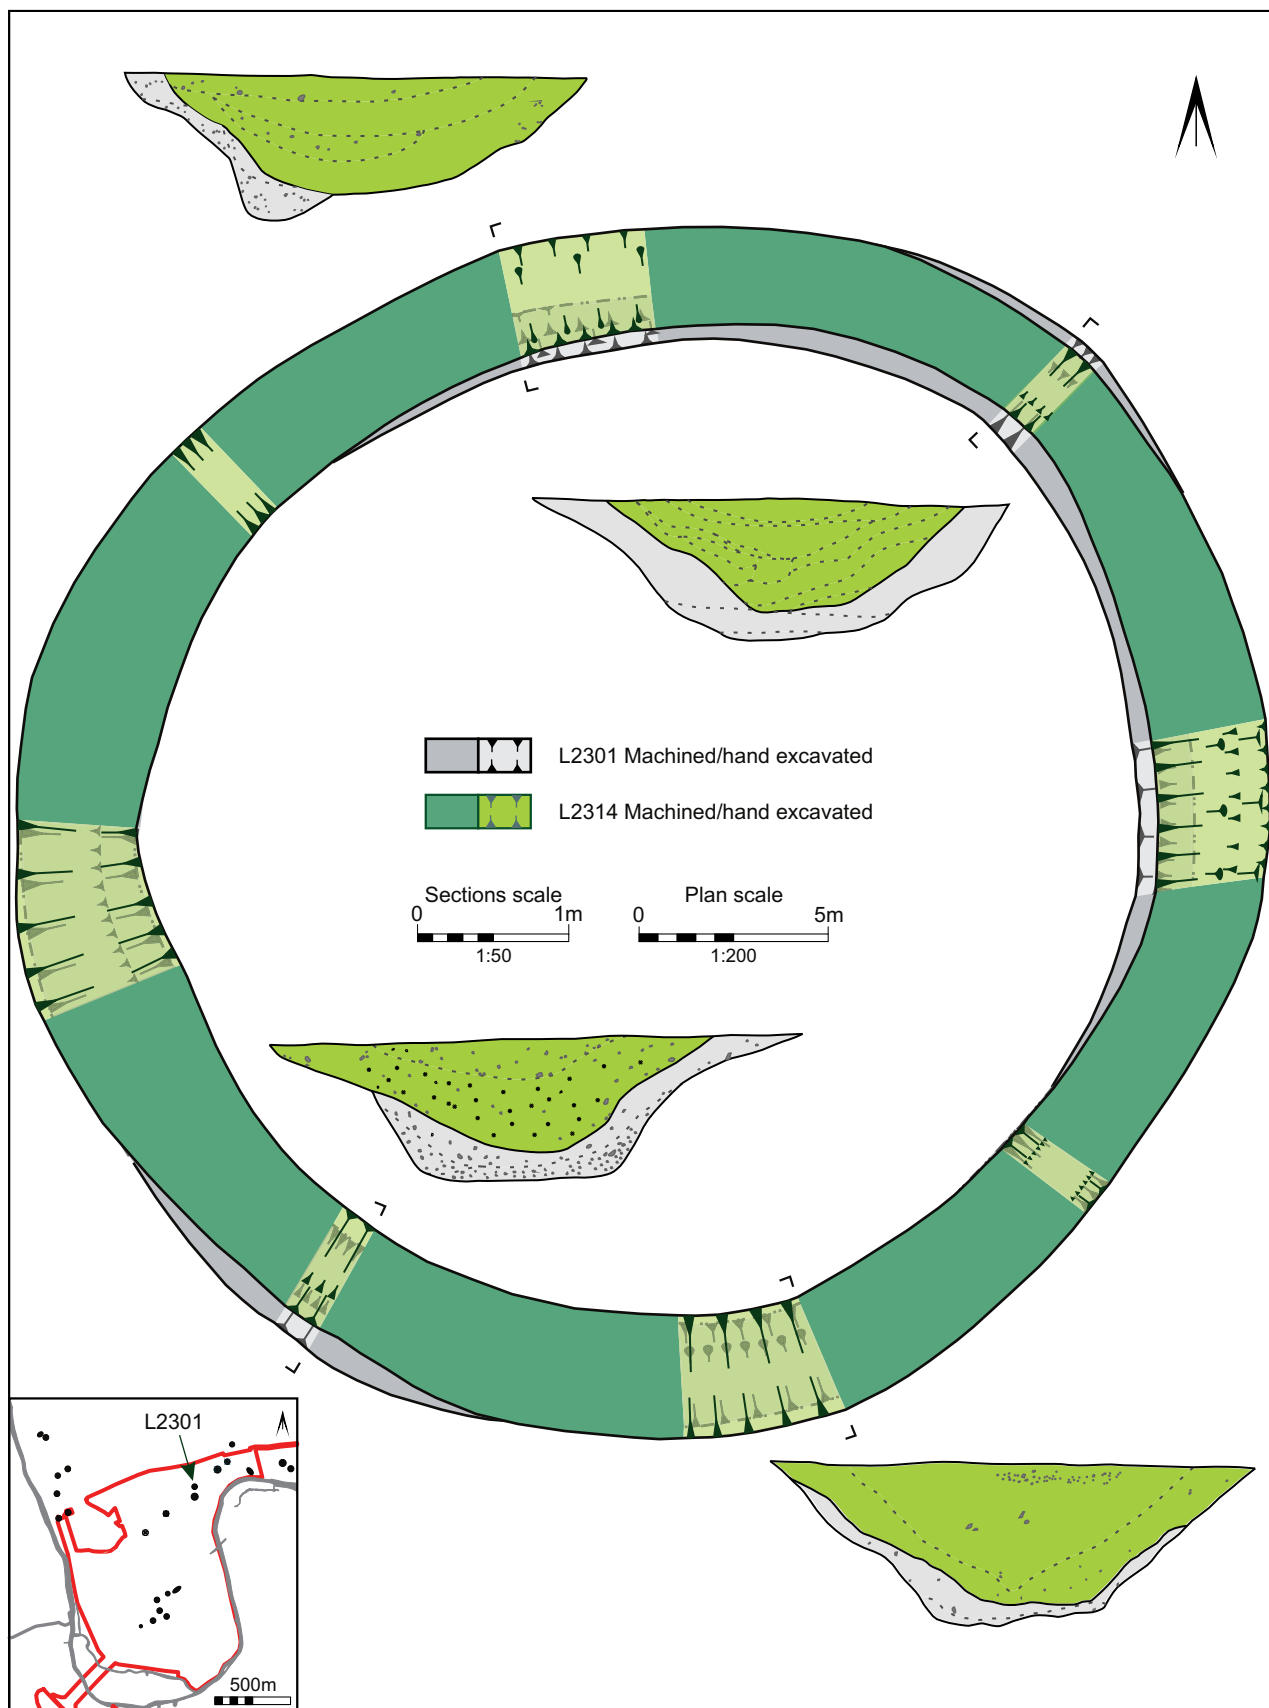 L2301 Machined/hand excavated
L2314 Machined/hand excavated
Sections scale
0 1m
1:50
Plan scale
0 5m
1:200
L2301
500m